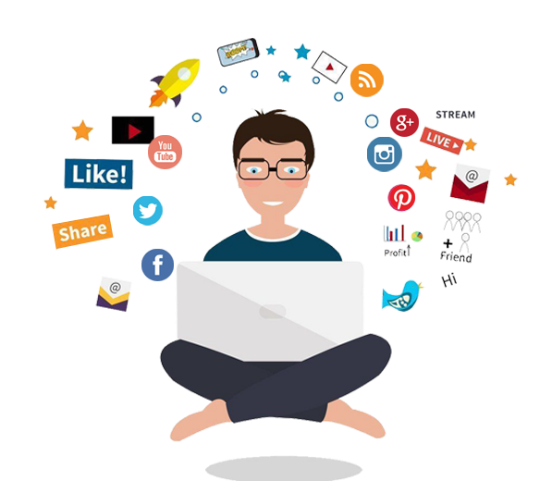 STREAM
g+
LIVE
You
Tube
Like!
@
Share
f
Profit
+
Friend
Hi
@